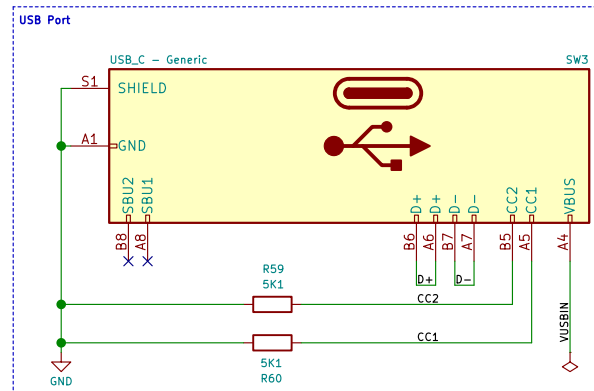 USB Port
USB_C - Generic
SW3
S1
SHIELD
A1
GND
SBU2
SBU1
D+
D+
D-
D-
CC2
CC1
VBUS
B8
A8
B6
A6
B7
A7
B5
A5
A4
D+
D-
R59
5K1
CC2
VUSBIN
CC1
5K1
R60
GND